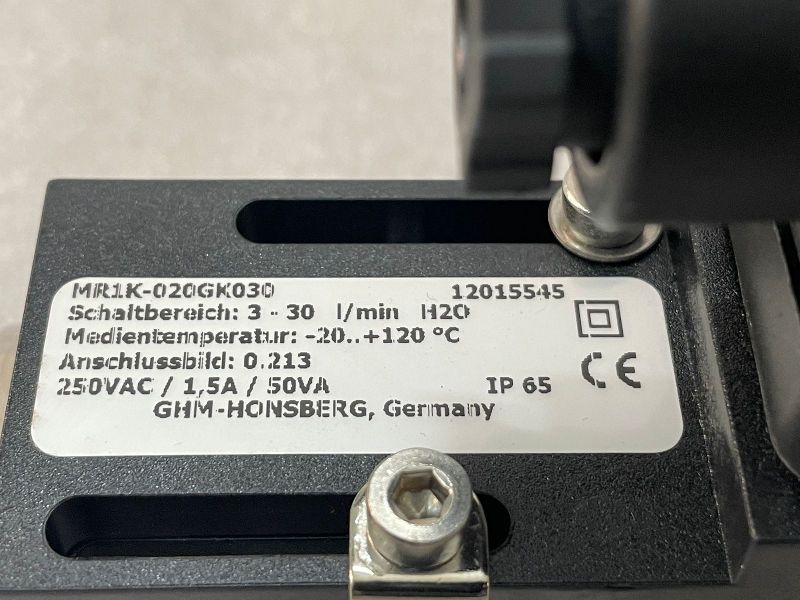 MR1K-020GK030 12015545
Schaltbereich: 3 - 30 l/min H2O
Medientemperatur: -20..+120 °C
Anschlussbild: 0.213
250VAC / 1,5A / 50VA IP 65
GHM-HONSBERG, Germany
CE